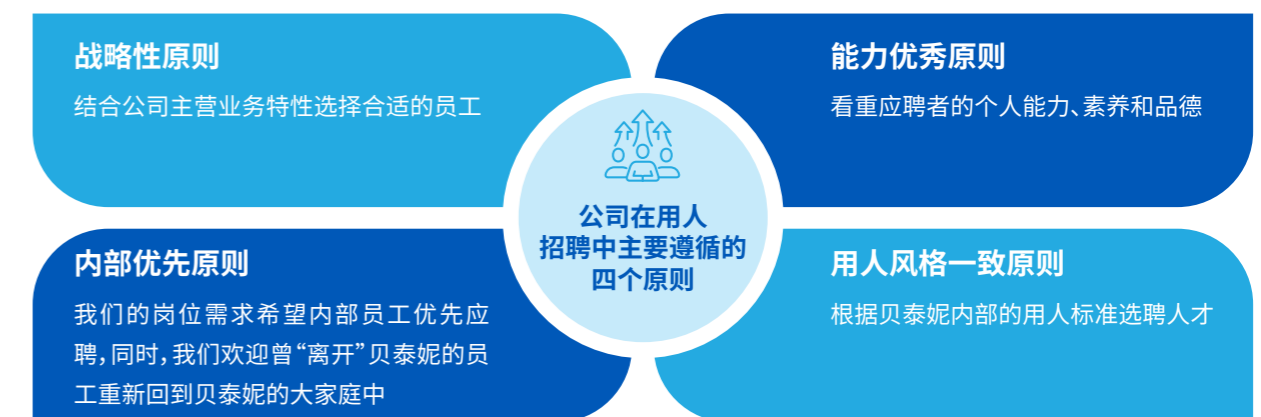 战略性原则
结合公司主营业务特性选择合适的员工
能力优秀原则
看重应聘者的个人能力、素养和品德
公司在用人
招聘中主要遵循的
四个原则
内部优先原则
我们的岗位需求希望内部员工优先应
聘，同时，我们欢迎曾“离开”贝泰妮的员
工重新回到贝泰妮的大家庭中
用人风格一致原则
根据贝泰妮内部的用人标准选聘人才